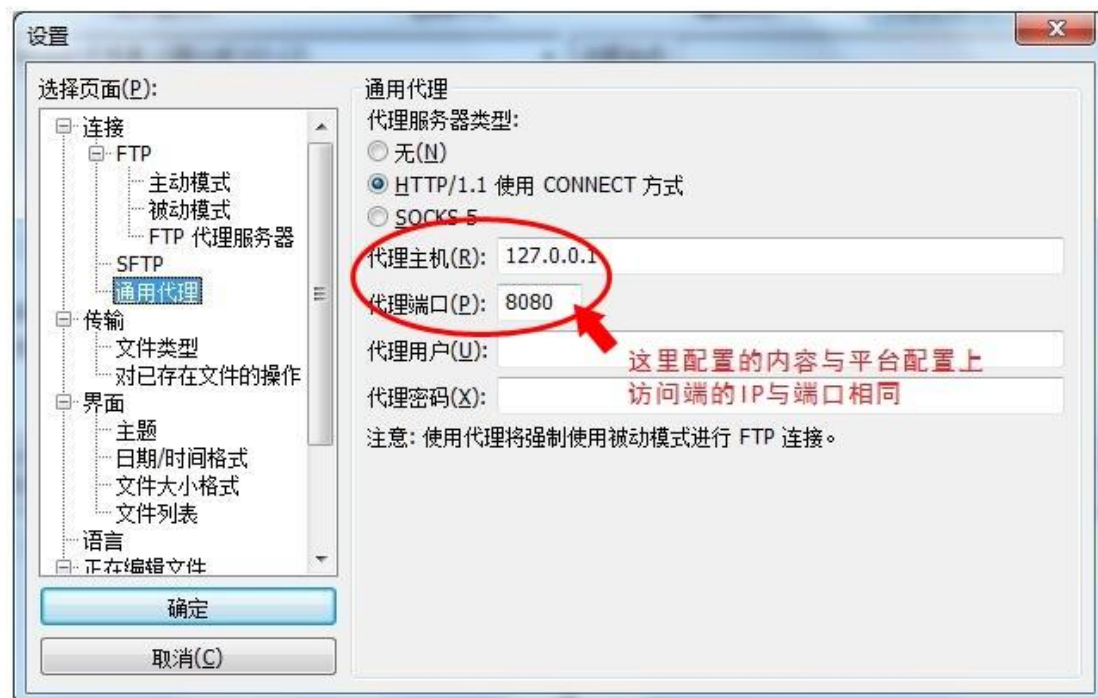 设置
选择页面(P):
连接
FTP
主动模式
被动模式
FTP 代理服务器
SFTP
通用代理
传输
文件类型
对已存在文件的操作
界面
主题
日期/时间格式
文件大小格式
文件列表
语言
正在编辑文件
确定
取消(C)
通用代理
代理服务器类型:
无(N)
HTTP/1.1 使用 CONNECT 方式
SOCKS 5
代理主机(R): 127.0.0.1
代理端口(P): 8080
代理用户(U):
代理密码(X):
这里配置的内容与平台配置上
访问端的IP与端口相同
注意: 使用代理将强制使用被动模式进行 FTP 连接。